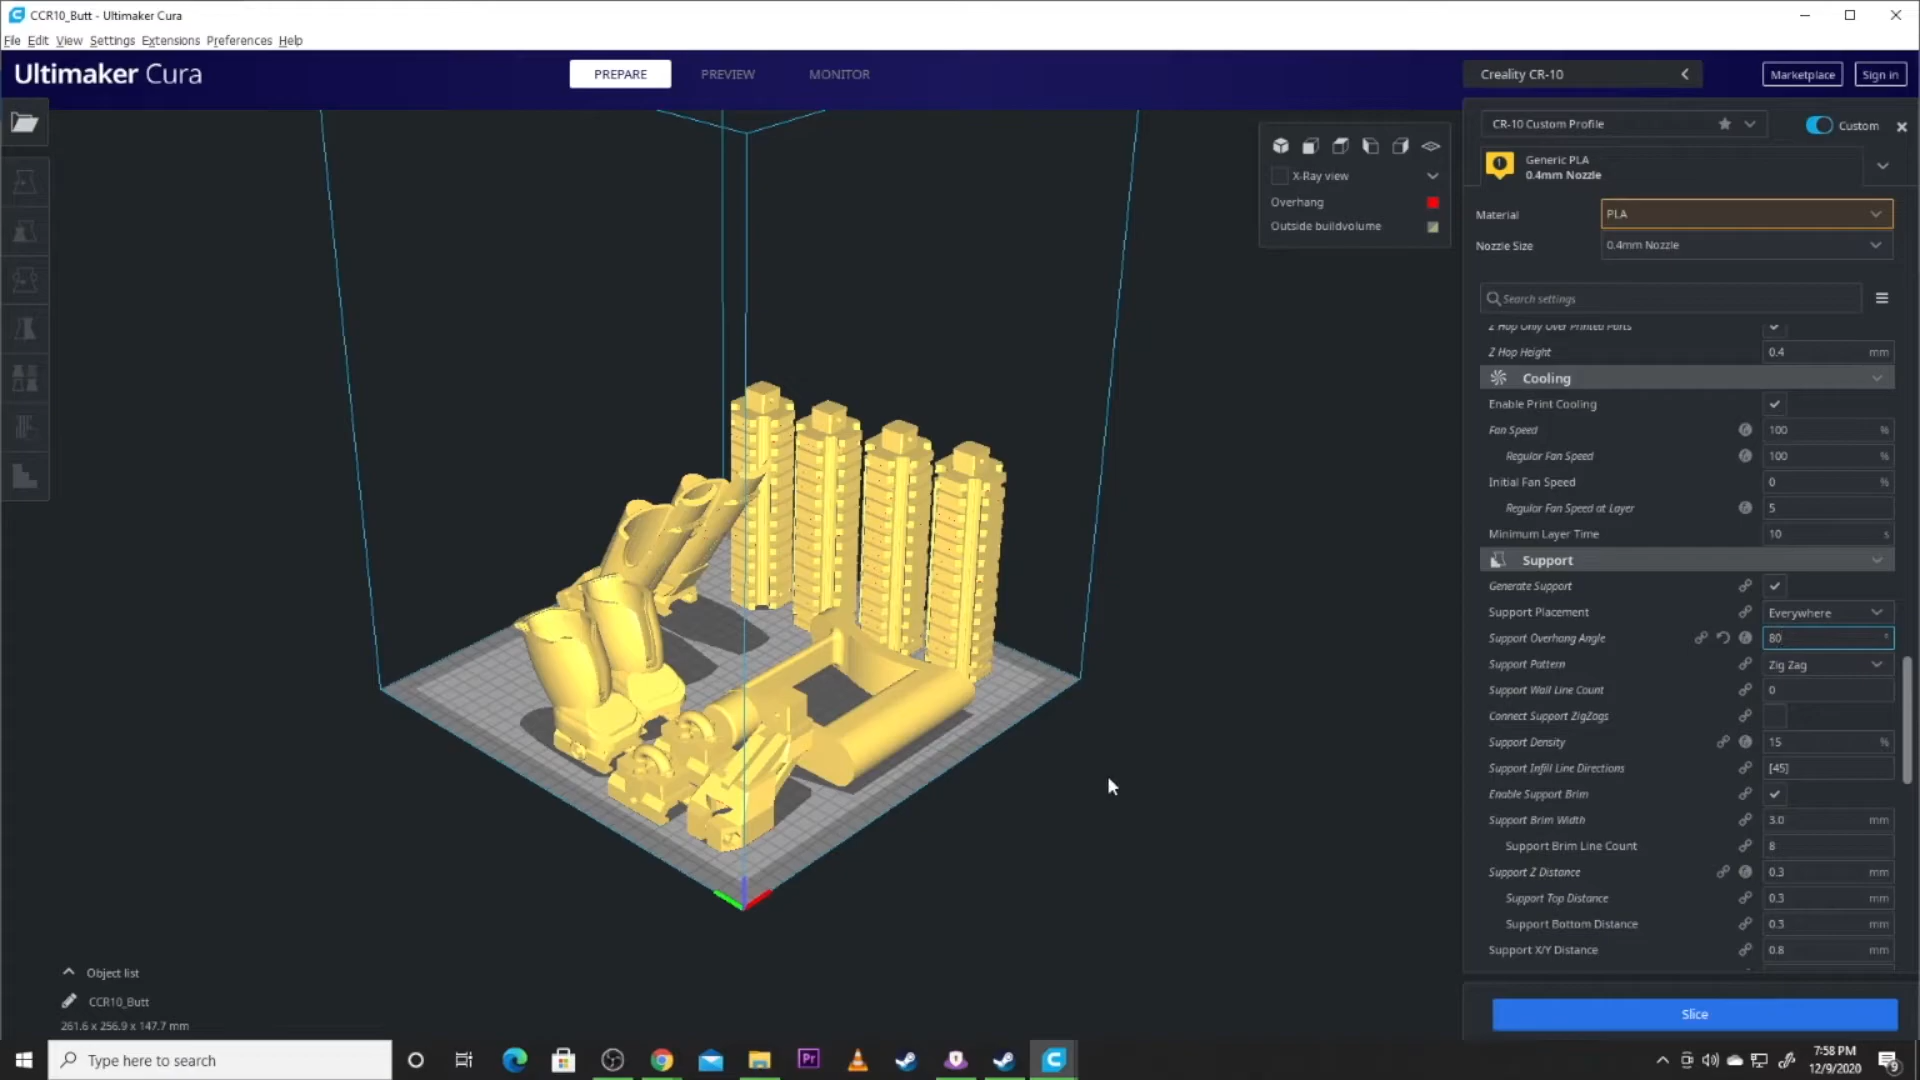 CCR10_Butt - Ultimaker Cura
File Edit View Settings Extensions Preferences Help
Ultimaker Cura
PREPARE PREVIEW MONITOR
Creality CR-10
Marketplace Sign in
CR-10 Custom Profile
Custom
Generic PLA
0.4mm Nozzle
X-Ray view
Overhang
Outside buildvolume
Material PLA
Nozzle Size 0.4mm Nozzle
Search settings
Z Hop Only Over Printed Parts
Z Hop Height 0.4 mm
Cooling
Enable Print Cooling
Fan Speed 100 %
Regular Fan Speed 100 %
Initial Fan Speed 0 %
Regular Fan Speed at Layer 5
Minimum Layer Time 10 s
Support
Generate Support
Support Placement Everywhere
Support Overhang Angle 80 °
Support Pattern Zig Zag
Support Wall Line Count 0
Connect Support ZigZags
Support Density 15 %
Support Infill Line Directions [45]
Enable Support Brim
Support Brim Width 3.0 mm
Support Brim Line Count 8
Support Z Distance 0.3 mm
Support Top Distance 0.3 mm
Support Bottom Distance 0.3 mm
Support X/Y Distance 0.8 mm
Object list
CCR10_Butt
261.6 x 256.9 x 147.7 mm
Slice
Type here to search
Pr
7:58 PM
12/9/2020
9